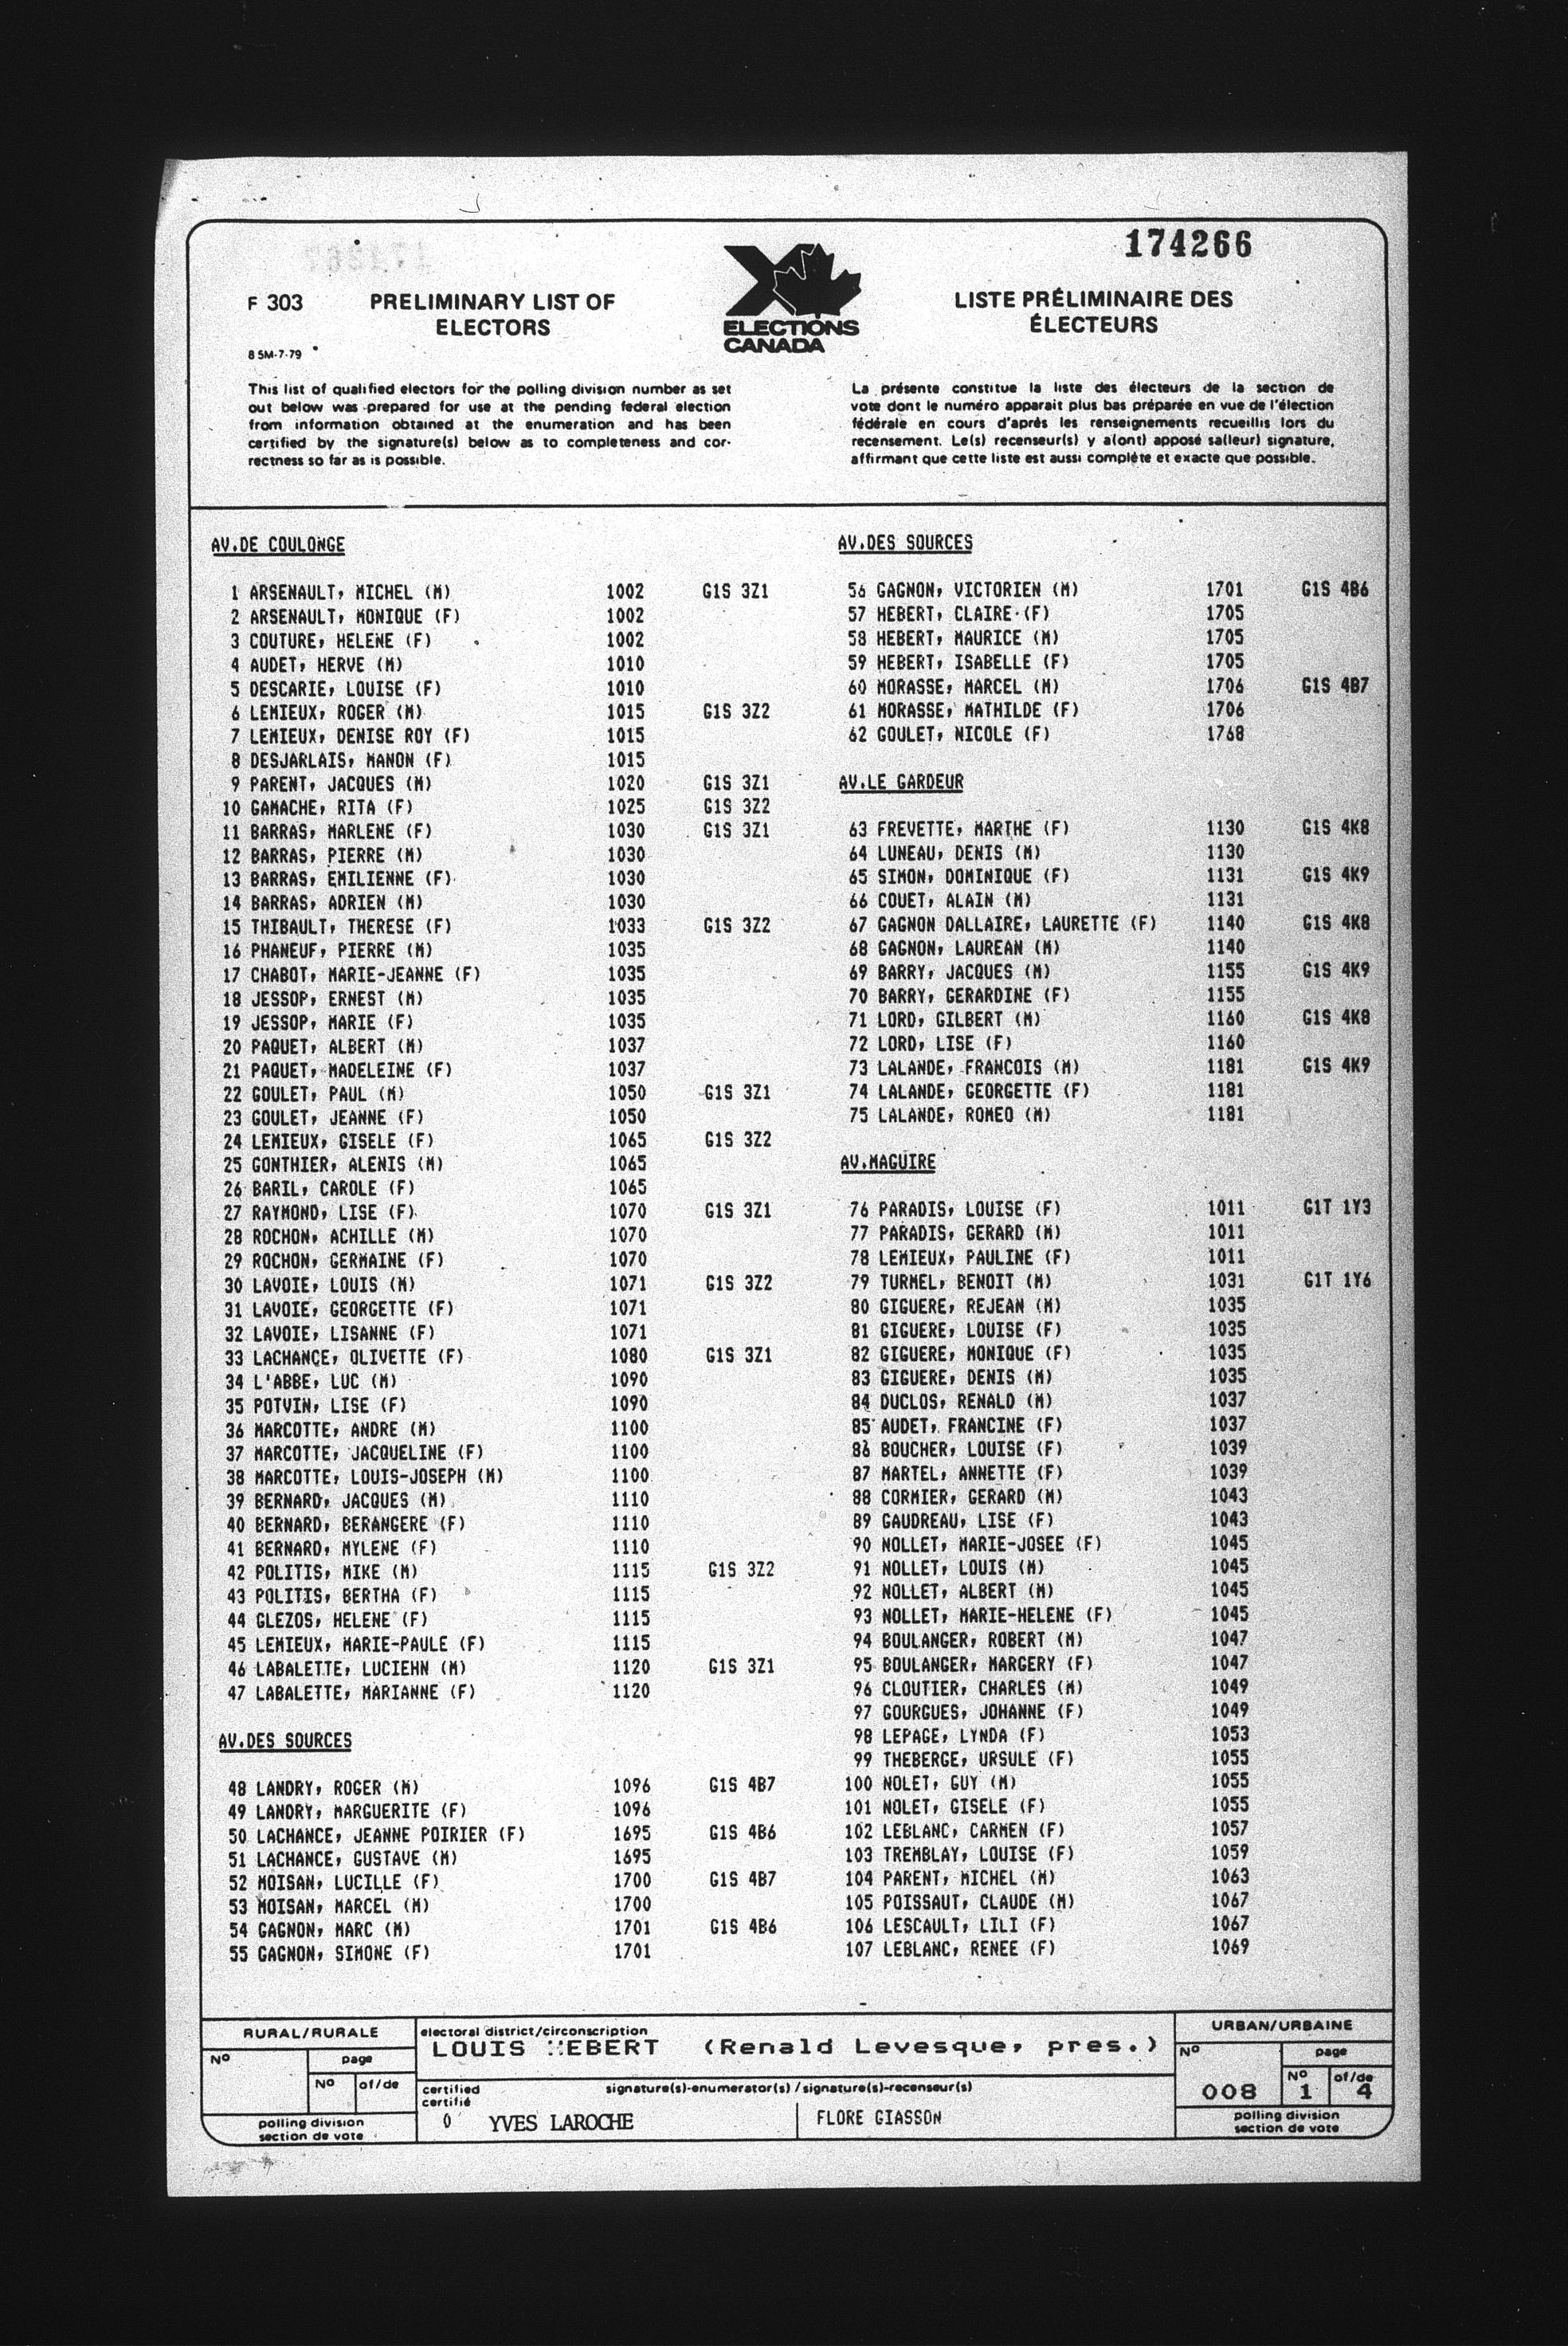 174266
F 303
PRELIMINARY LIST OF
ELECTORS
8 5M-7-79
ELECTIONS
CANADA
LISTE PRÉLIMINAIRE DES
ÉLECTEURS
This list of qualified electors for the polling division number as set
out below was prepared for use at the pending federal election
from information obtained at the enumeration and has been
certified by the signature(s) below as to completeness and cor-
rectness so far as is possible.
La présente constitue la liste des électeurs de la section de
vote dont le numéro apparait plus bas préparée en vue de l'élection
fédérale en cours d'après les renseignements recueillis lors du
recensement. Le(s) recenseur(s) y a(ont) apposé sa(leur) signature,
affirmant que cette liste est aussi complète et exacte que possible.
AV.DE COULONGE
1 ARSENAULT, MICHEL (M) 1002 G1S 3Z1
2 ARSENAULT, MONIQUE (F) 1002
3 COUTURE, HELENE (F) 1002
4 AUDET, HERVE (M) 1010
5 DESCARIE, LOUISE (F) 1010
6 LEMIEUX, ROGER (M) 1015 G1S 3Z2
7 LEMIEUX, DENISE ROY (F) 1015
8 DESJARLAIS, MANON (F) 1015
9 PARENT, JACQUES (M) 1020 G1S 3Z1
10 GAMACHE, RITA (F) 1025 G1S 3Z2
11 BARRAS, MARLENE (F) 1030 G1S 3Z1
12 BARRAS, PIERRE (M) 1030
13 BARRAS, EMILIENNE (F) 1030
14 BARRAS, ADRIEN (M) 1030
15 THIBAULT, THERESE (F) 1033 G1S 3Z2
16 PHANEUF, PIERRE (M) 1035
17 CHABOT, MARIE-JEANNE (F) 1035
18 JESSOP, ERNEST (M) 1035
19 JESSOP, MARIE (F) 1035
20 PAQUET, ALBERT (M) 1037
21 PAQUET, MADELEINE (F) 1037
22 GOULET, PAUL (M) 1050 G1S 3Z1
23 GOULET, JEANNE (F) 1050
24 LEMIEUX, GISELE (F) 1065 G1S 3Z2
25 GONTHIER, ALENIS (M) 1065
26 BARIL, CAROLE (F) 1065
27 RAYMOND, LISE (F) 1070 G1S 3Z1
28 ROCHON, ACHILLE (M) 1070
29 ROCHON, GERMAINE (F) 1070
30 LAVOIE, LOUIS (M) 1071 G1S 3Z2
31 LAVOIE, GEORGETTE (F) 1071
32 LAVOIE, LISANNE (F) 1071
33 LACHANCE, OLIVETTE (F) 1080 G1S 3Z1
34 L'ABBE, LUC (M) 1090
35 POTVIN, LISE (F) 1090
36 MARCOTTE, ANDRE (M) 1100
37 MARCOTTE, JACQUELINE (F) 1100
38 MARCOTTE, LOUIS-JOSEPH (M) 1100
39 BERNARD, JACQUES (M) 1110
40 BERNARD, BERANGERE (F) 1110
41 BERNARD, MYLENE (F) 1110
42 POLITIS, MIKE (M) 1115 G1S 3Z2
43 POLITIS, BERTHA (F) 1115
44 GLEZOS, HELENE (F) 1115
45 LEMIEUX, MARIE-PAULE (F) 1115
46 LABALETTE, LUCIEHN (M) 1120 G1S 3Z1
47 LABALETTE, MARIANNE (F) 1120
AV.DES SOURCES
48 LANDRY, ROGER (M) 1096 G1S 4B7
49 LANDRY, MARGUERITE (F) 1096
50 LACHANCE, JEANNE POIRIER (F) 1695 G1S 4B6
51 LACHANCE, GUSTAVE (M) 1695
52 MOISAN, LUCILLE (F) 1700 G1S 4B7
53 MOISAN, MARCEL (M) 1700
54 GAGNON, MARC (M) 1701 G1S 4B6
55 GAGNON, SIMONE (F) 1701
AV.DES SOURCES
56 GAGNON, VICTORIEN (M) 1701 G1S 4B6
57 HEBERT, CLAIRE (F) 1705
58 HEBERT, MAURICE (M) 1705
59 HEBERT, ISABELLE (F) 1705
60 MORASSE, MARCEL (M) 1706 G1S 4B7
61 MORASSE, MATHILDE (F) 1706
62 GOULET, NICOLE (F) 1768
AV.LE GARDEUR
63 FREVETTE, MARTHE (F) 1130 G1S 4K8
64 LUNEAU, DENIS (M) 1130
65 SIMON, DOMINIQUE (F) 1131 G1S 4K9
66 COUET, ALAIN (M) 1131
67 GAGNON DALLAIRE, LAURETTE (F) 1140 G1S 4K8
68 GAGNON, LAUREAN (M) 1140
69 BARRY, JACQUES (M) 1155 G1S 4K9
70 BARRY, GERARDINE (F) 1155
71 LORD, GILBERT (M) 1160 G1S 4K8
72 LORD, LISE (F) 1160
73 LALANDE, FRANCOIS (M) 1181 G1S 4K9
74 LALANDE, GEORGETTE (F) 1181
75 LALANDE, ROMEO (M) 1181
AV.MAGUIRE
76 PARADIS, LOUISE (F) 1011 G1T 1Y3
77 PARADIS, GERARD (M) 1011
78 LEMIEUX, PAULINE (F) 1011
79 TURMEL, BENOIT (M) 1031 G1T 1Y6
80 GIGUERE, REJEAN (M) 1035
81 GIGUERE, LOUISE (F) 1035
82 GIGUERE, MONIQUE (F) 1035
83 GIGUERE, DENIS (M) 1035
84 DUCLOS, RENALD (M) 1037
85 AUDET, FRANCINE (F) 1037
86 BOUCHER, LOUISE (F) 1039
87 MARTEL, ANNETTE (F) 1039
88 CORMIER, GERARD (M) 1043
89 GAUDREAU, LISE (F) 1043
90 NOLLET, MARIE-JOSEE (F) 1045
91 NOLLET, LOUIS (M) 1045
92 NOLLET, ALBERT (M) 1045
93 NOLLET, MARIE-HELENE (F) 1045
94 BOULANGER, ROBERT (M) 1047
95 BOULANGER, MARGERY (F) 1047
96 CLOUTIER, CHARLES (M) 1049
97 GOURGUES, JOHANNE (F) 1049
98 LEPAGE, LYNDA (F) 1053
99 THEBERGE, URSULE (F) 1055
100 NOLET, GUY (M) 1055
101 NOLET, GISELE (F) 1055
102 LEBLANC, CARMEN (F) 1057
103 TREMBLAY, LOUISE (F) 1059
104 PARENT, MICHEL (M) 1063
105 POISSAUT, CLAUDE (M) 1067
106 LESCAULT, LILI (F) 1067
107 LEBLANC, RENEE (F) 1069
RURAL/RURALE
No
page
No of/de
polling division
section de vote
electoral district/circonscription
LOUIS HEBERT (Renald Levesque, pres.)
certified
certifié
signature(s)-enumerator(s)/signature(s)-recenseur(s)
0 YVES LAROCHE
FLORE GIASSON
URBAN/URBAINE
No
page
No of/de
008 1 4
polling division
section de vote